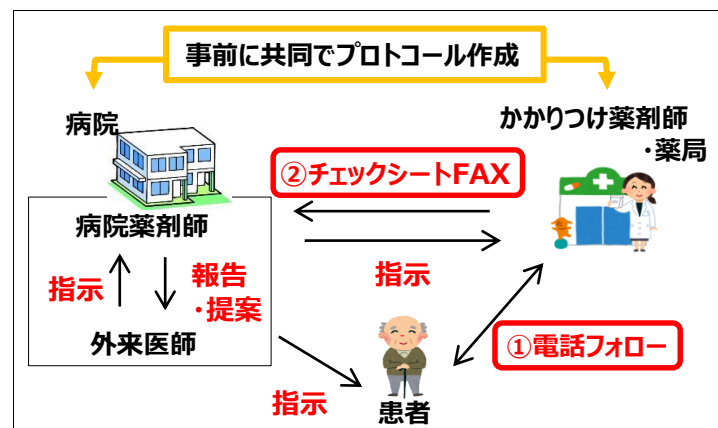 事前に共同でプロトコール作成
病院
かかりつけ薬剤師
・薬局
②チェックシートFAX
病院薬剤師
指示
報告
・提案
指示
外来医師
①電話フォロー
指示
患者